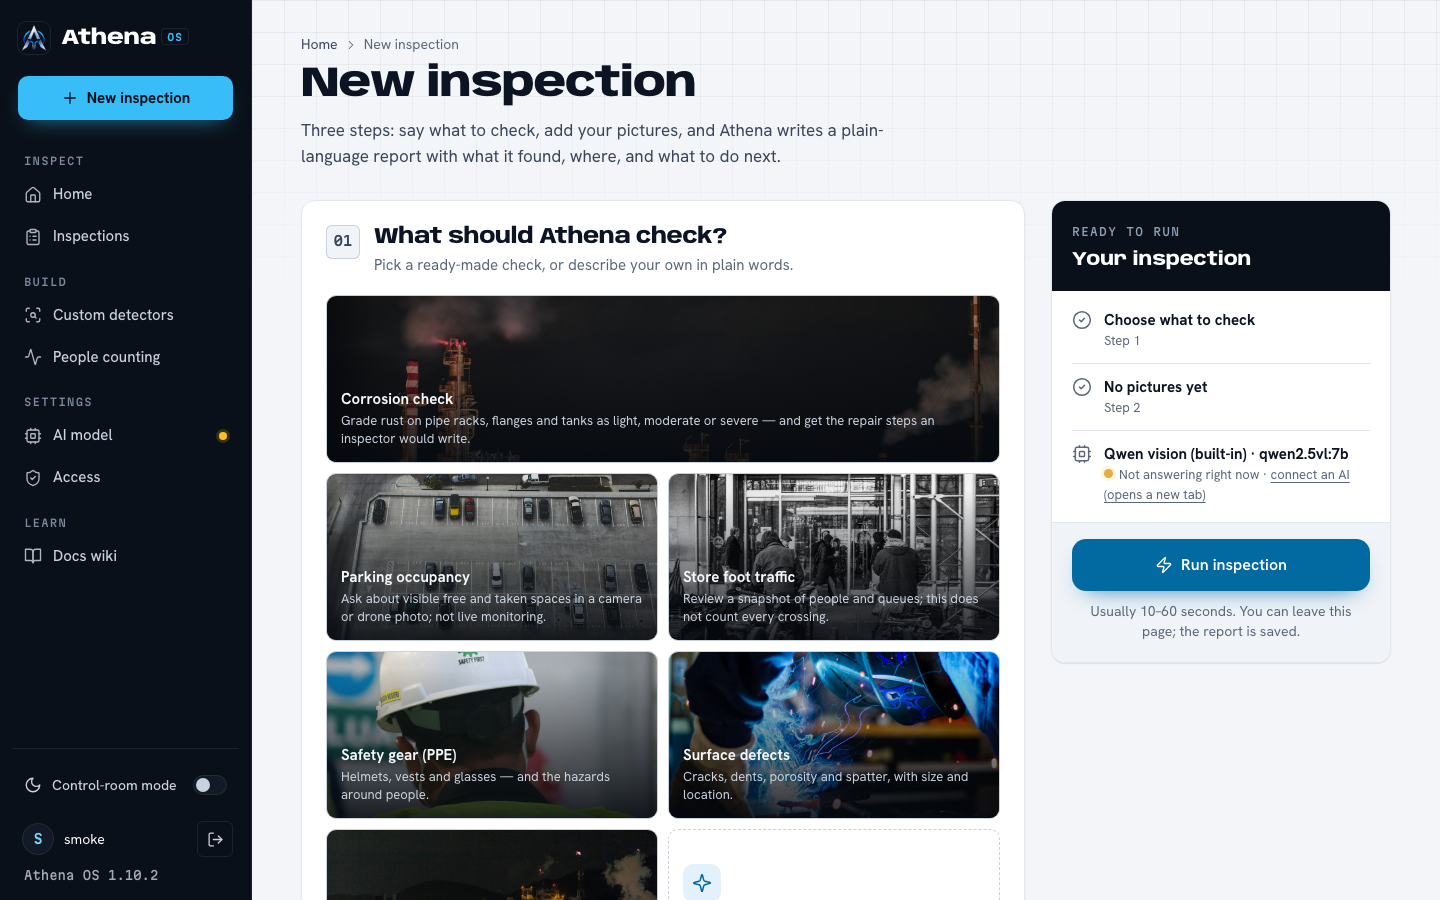 Athena OS
New inspection
INSPECT
Home
Inspections
BUILD
Custom detectors
People counting
SETTINGS
AI model
Access
LEARN
Docs wiki
Control-room mode
S
smoke
Athena OS 1.10.2
Home
New inspection
New inspection
Three steps: say what to check, add your pictures, and Athena writes a plain-
language report with what it found, where, and what to do next.
01
What should Athena check?
Pick a ready-made check, or describe your own in plain words.
Corrosion check
Grade rust on pipe racks, flanges and tanks as light, moderate or severe — and get the repair steps an
inspector would write.
Parking occupancy
Ask about visible free and taken spaces in a camera
or drone photo; not live monitoring.
Store foot traffic
Review a snapshot of people and queues; this does
not count every crossing.
SAFETY FIRST
Safety gear (PPE)
Helmets, vests and glasses — and the hazards
around people.
Surface defects
Cracks, dents, porosity and spatter, with size and
location.
READY TO RUN
Your inspection
Choose what to check
Step 1
No pictures yet
Step 2
Qwen vision (built-in) · qwen2.5vl:7b
Not answering right now · connect an AI
(opens a new tab)
Run inspection
Usually 10–60 seconds. You can leave this
page; the report is saved.